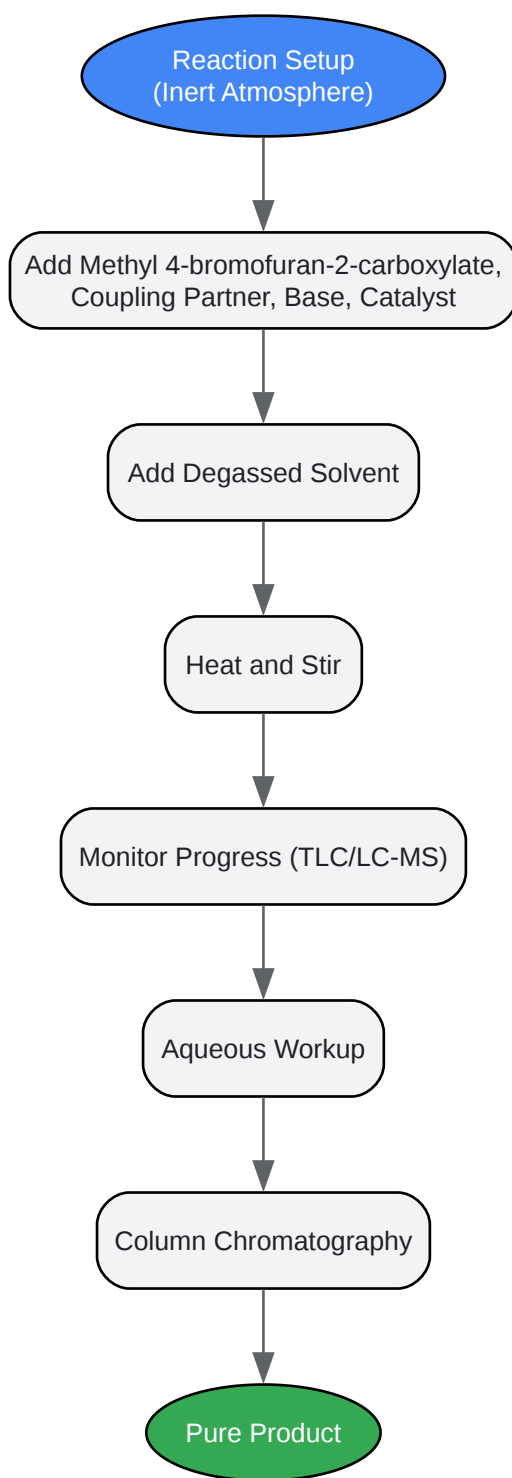 Reaction Setup
(Inert Atmosphere)
Add Methyl 4-bromofuran-2-carboxylate,
Coupling Partner, Base, Catalyst
Add Degassed Solvent
Heat and Stir
Monitor Progress (TLC/LC-MS)
Aqueous Workup
Column Chromatography
Pure Product